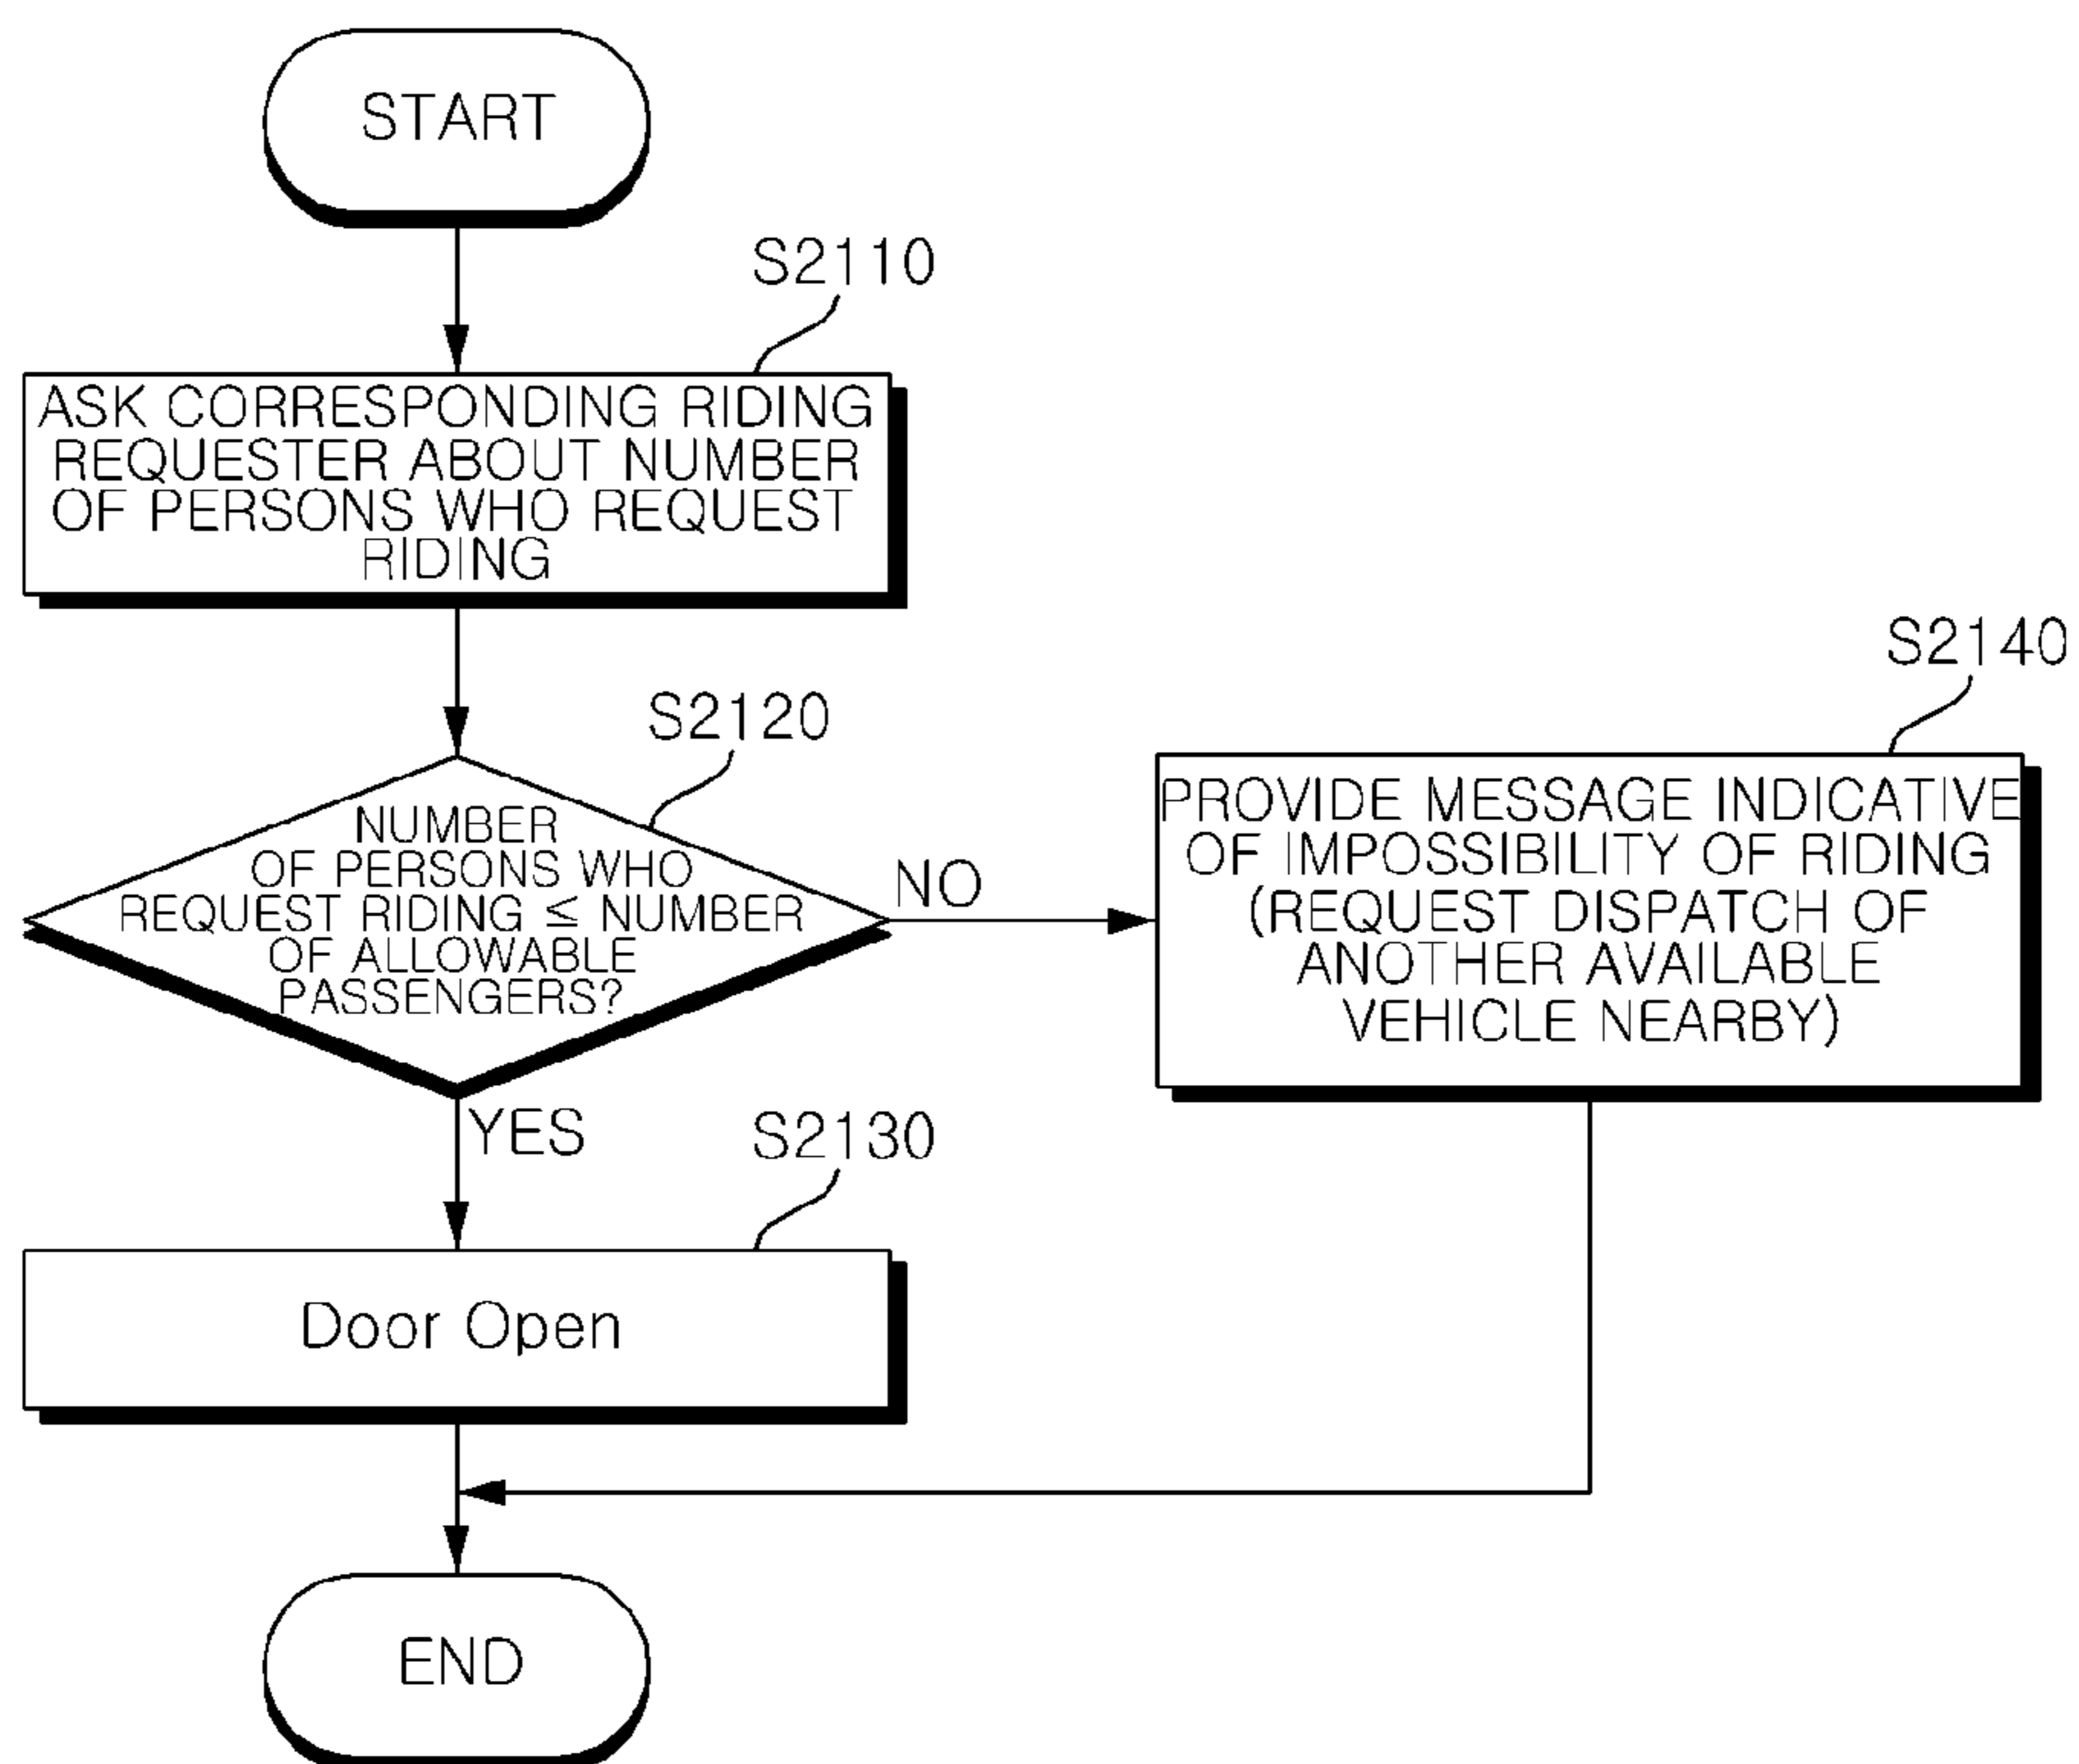 START
S2110
ASK CORRESPONDING RIDING
REQUESTER ABOUT NUMBER
OF PERSONS WHO REQUEST
RIDING
S2120
NUMBER
OF PERSONS WHO
REQUEST RIDING ≤ NUMBER
OF ALLOWABLE
PASSENGERS?
NO
S2140
PROVIDE MESSAGE INDICATIVE
OF IMPOSSIBILITY OF RIDING
(REQUEST DISPATCH OF
ANOTHER AVAILABLE
VEHICLE NEARBY)
YES
S2130
Door Open
END